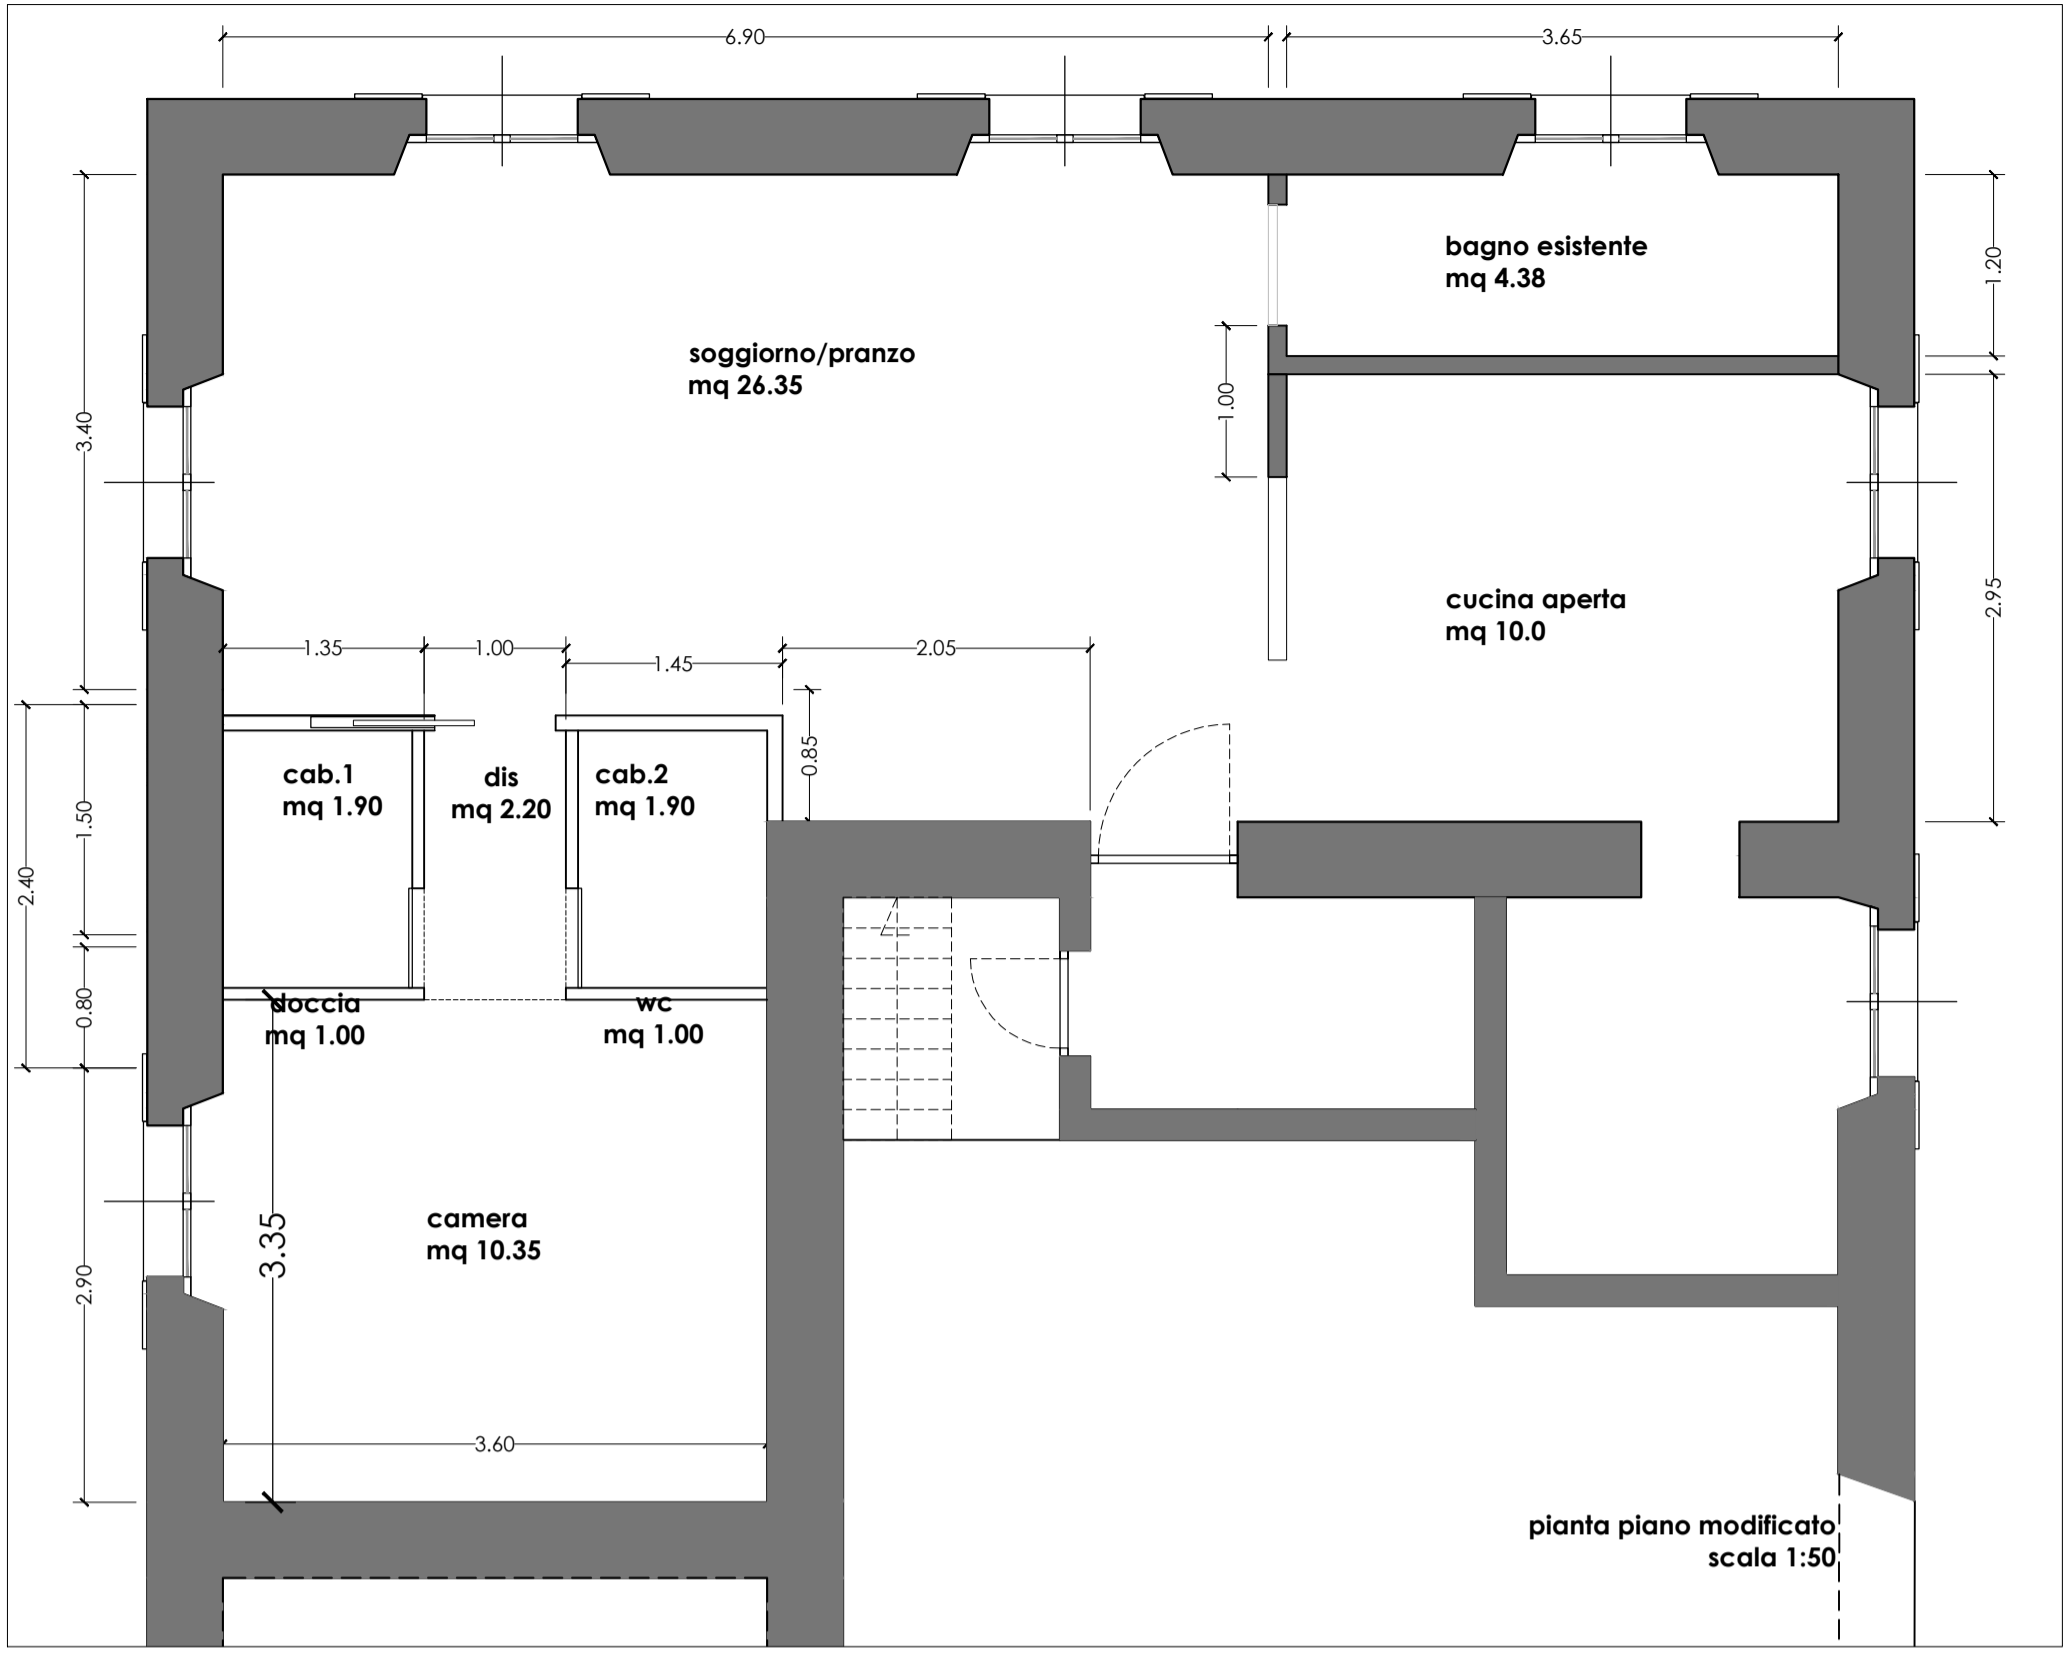 6.90
3.65
bagno esistente
mq 4.38
1.20
soggiorno/pranzo
mq 26.35
1.00
3.40
cucina aperta
mq 10.0
2.95
1.35
1.00
1.45
2.05
0.85
cab.1
mq 1.90
dis
mq 2.20
cab.2
mq 1.90
1.50
2.40
0.80
doccia
mq 1.00
wc
mq 1.00
camera
mq 10.35
3.35
2.90
3.60
pianta piano modificato
scala 1:50